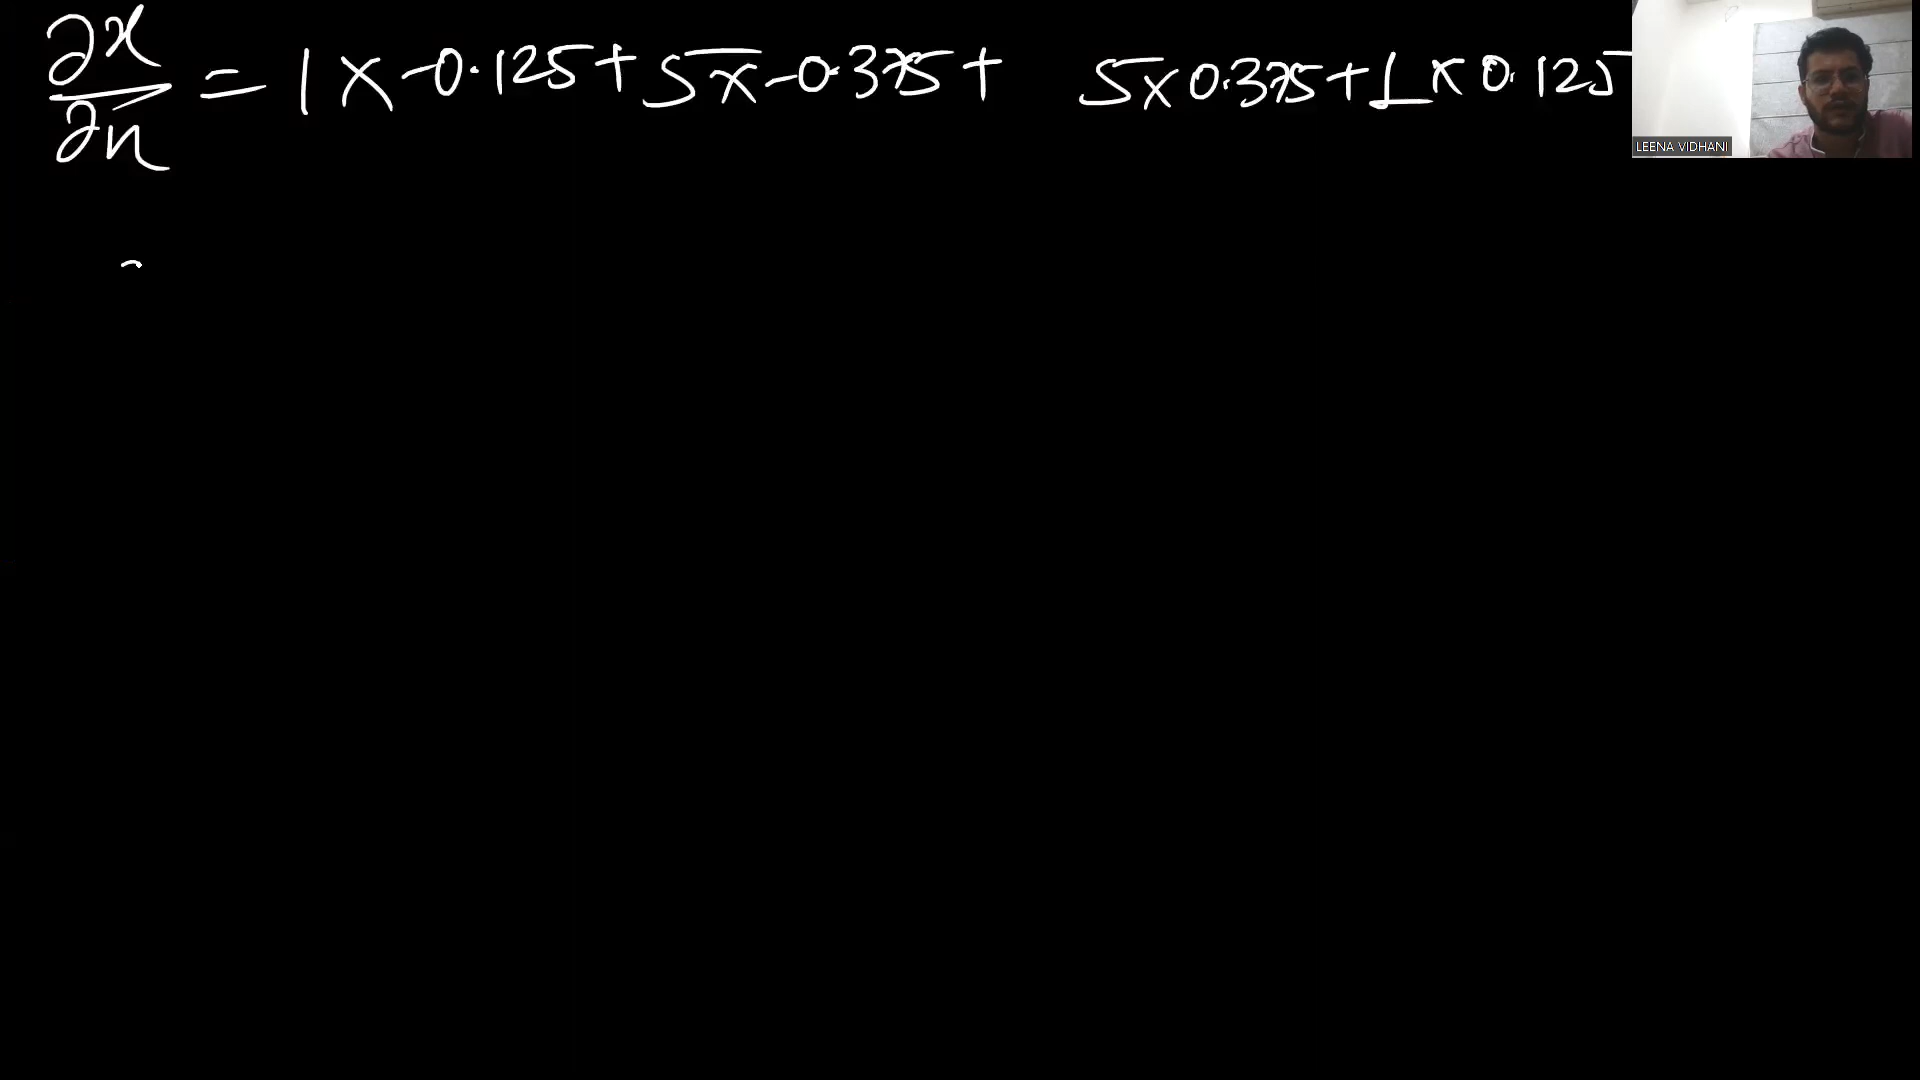 ∂x/∂n = 1 × -0.125 + 5 × -0.375 + 5 × 0.375 + 1 × 0.125
LEENA VIDHANI